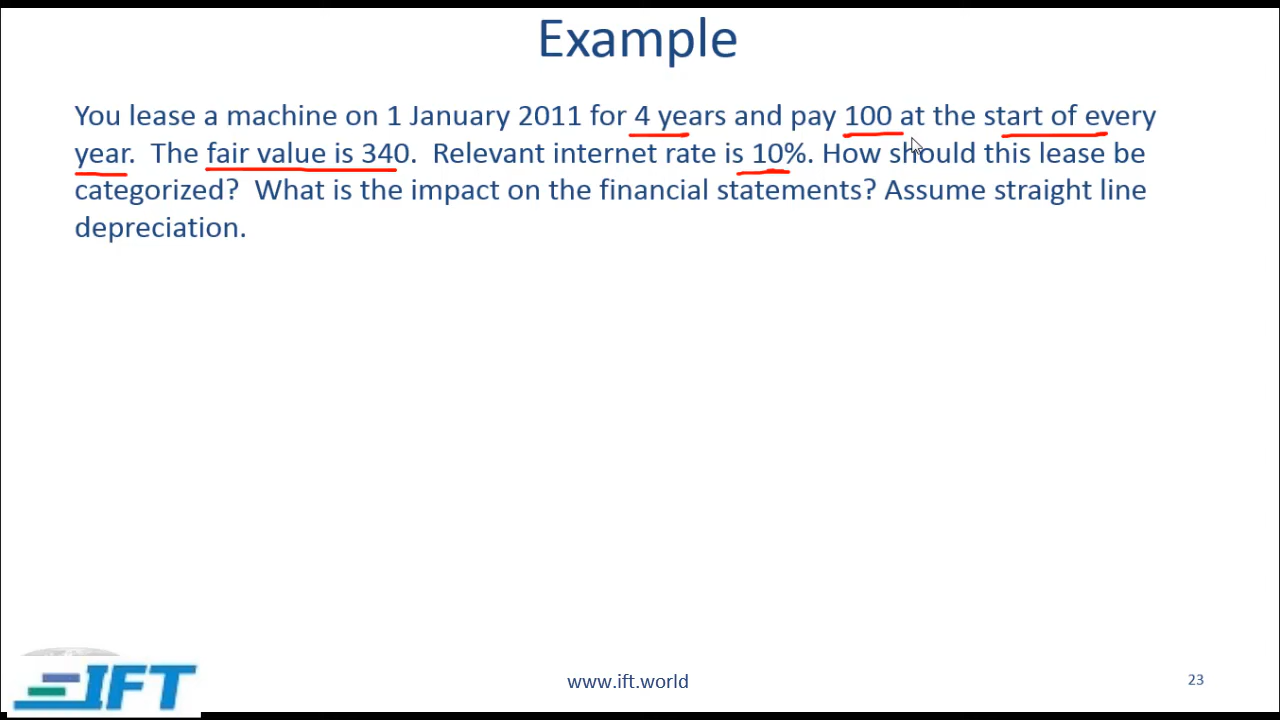 Example
You lease a machine on 1 January 2011 for 4 years and pay 100 at the start of every
year. The fair value is 340. Relevant internet rate is 10%. How should this lease be
categorized? What is the impact on the financial statements? Assume straight line
depreciation.
IFT
www.ift.world
23